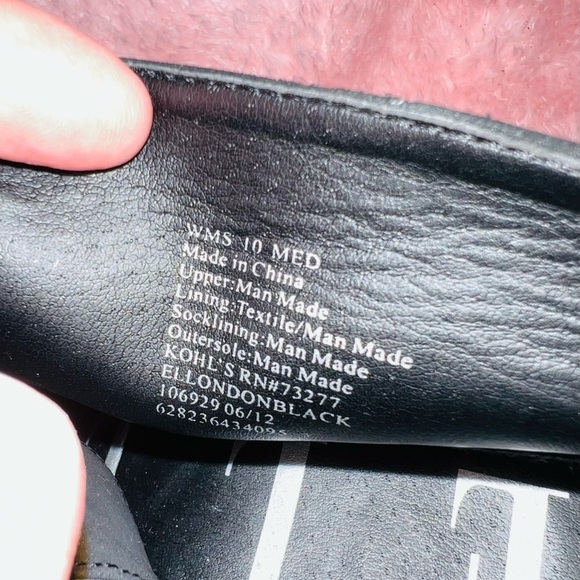 WMS 10 MED
Made in China
Upper:Man Made
Lining:Textile/Man Made
Socklining:Man Made
Outersole:Man Made
KOHL'S RN#73277
ELLONDONBLACK
106929 06/12
628236434095